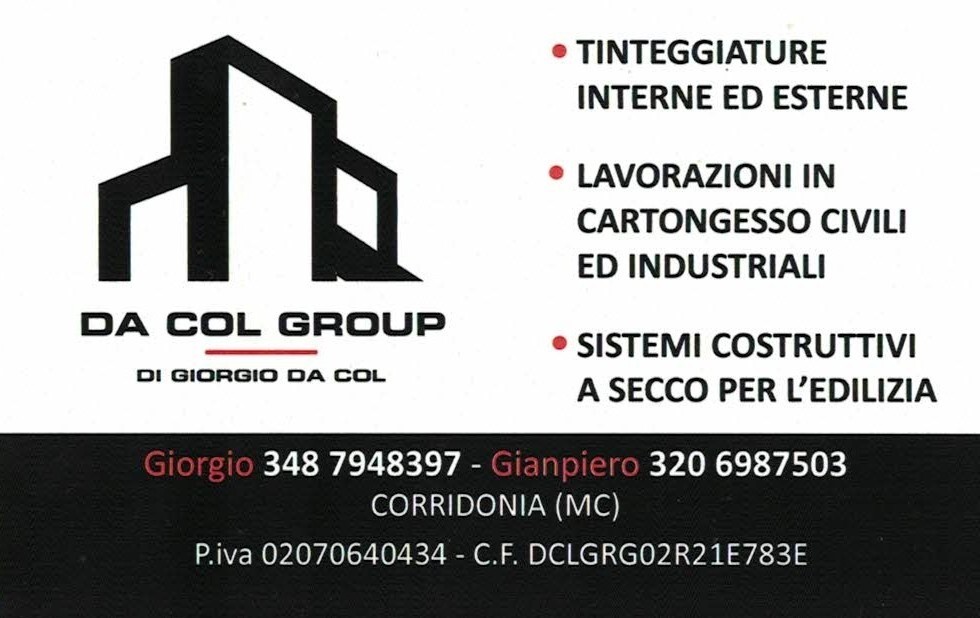 DA COL GROUP
DI GIORGIO DA COL
• TINTEGGIATURE
INTERNE ED ESTERNE
• LAVORAZIONI IN
CARTONGESSO CIVILI
ED INDUSTRIALI
• SISTEMI COSTRUTTIVI
A SECCO PER L'EDILIZIA
Giorgio 348 7948397 - Gianpiero 320 6987503
CORRIDONIA (MC)
P.iva 02070640434 - C.F. DCLGRG02R21E783E